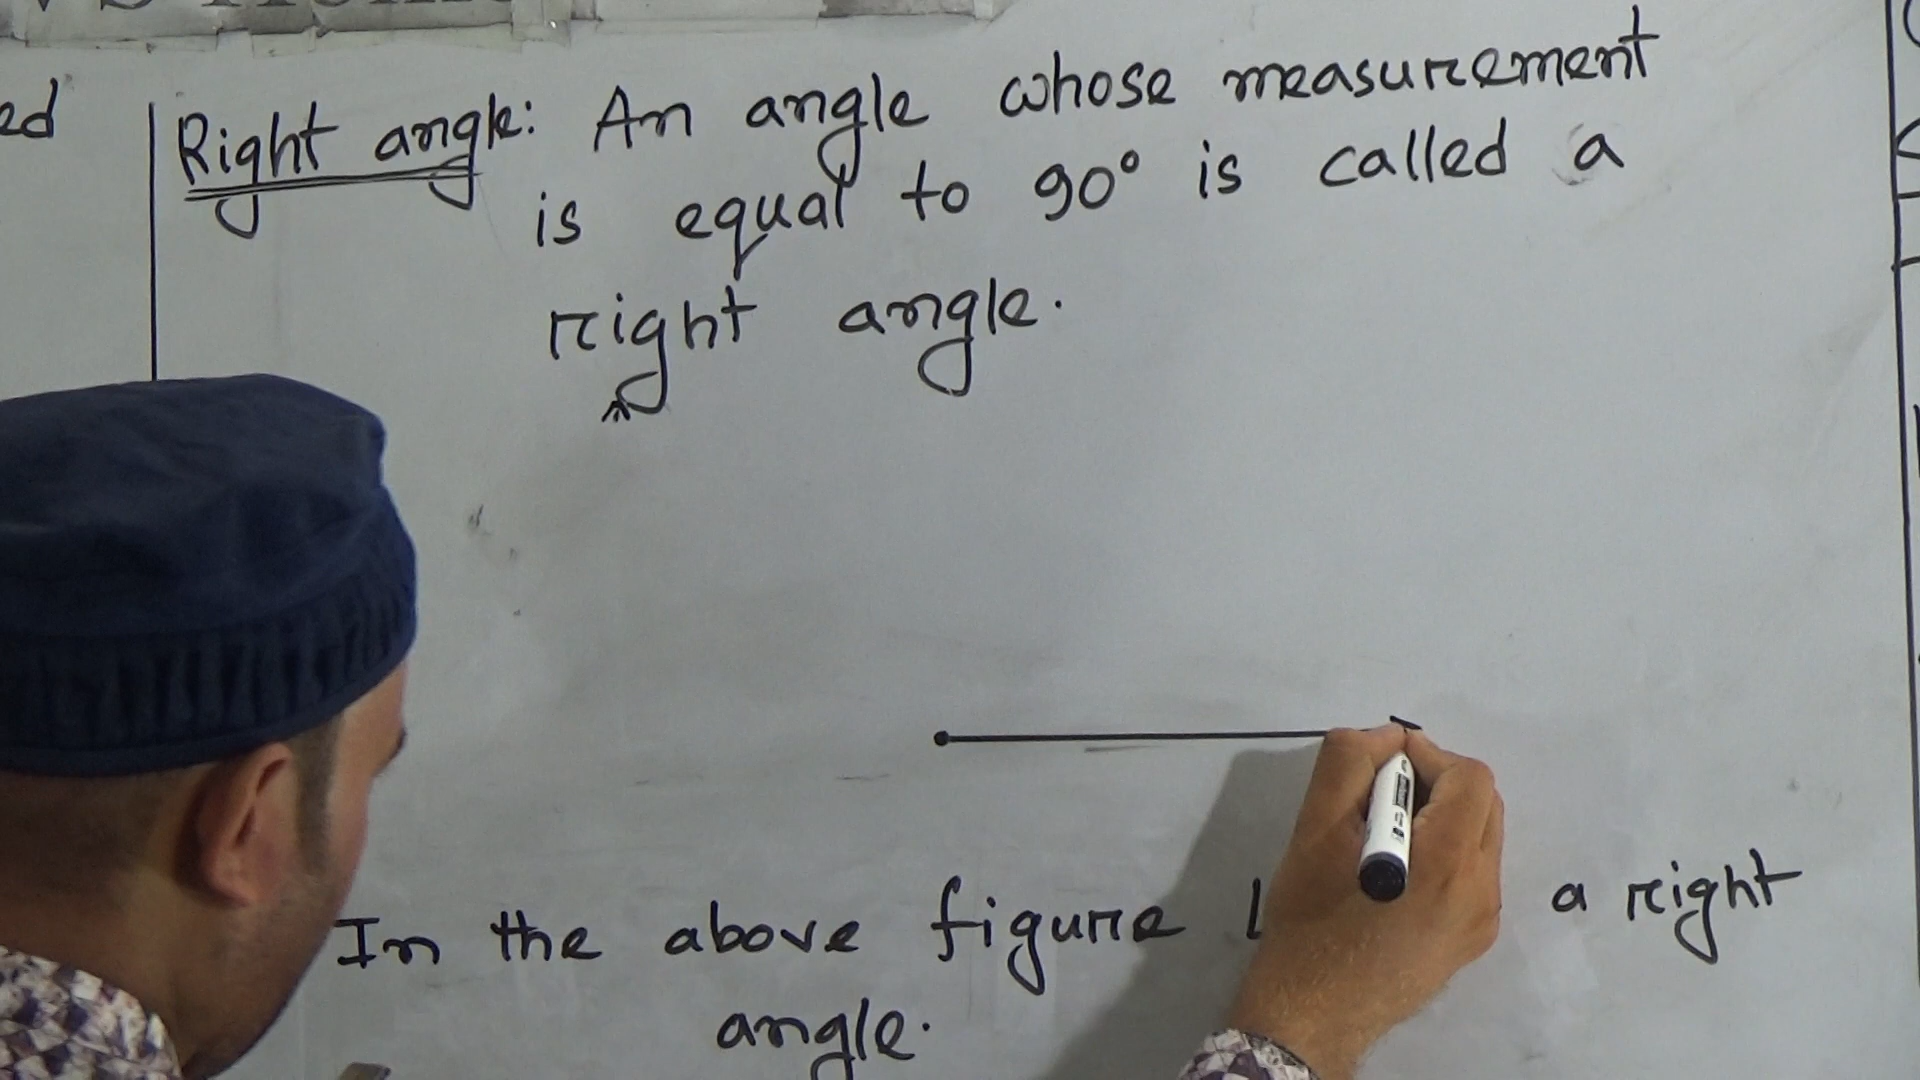 ed
Right angle: An angle whose measurement
is equal to 90° is called a
right angle.
In the above figure a right
angle.